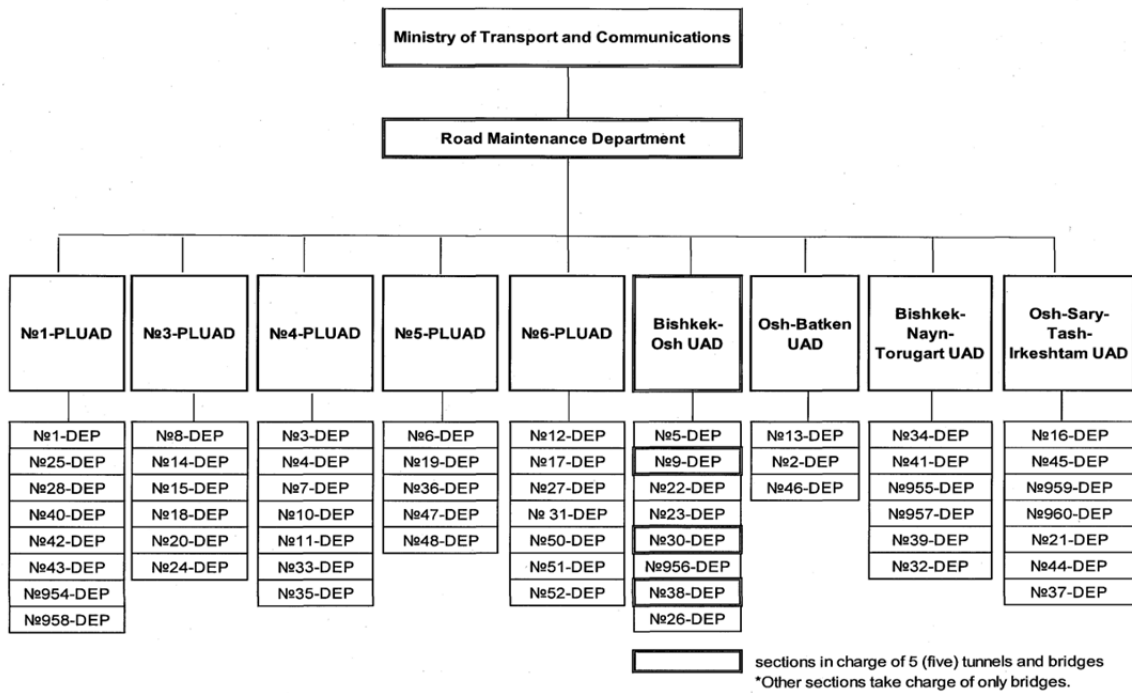 Ministry of Transport and Communications
Road Maintenance Department
№1-PLUAD
№3-PLUAD
№4-PLUAD
№5-PLUAD
№6-PLUAD
Bishkek-
Osh UAD
Osh-Batken
UAD
Bishkek-
Nayn-
Torugart UAD
Osh-Sary-
Tash-
Irkeshtam UAD
№1-DEP
№25-DEP
№28-DEP
№40-DEP
№42-DEP
№43-DEP
№954-DEP
№958-DEP
№8-DEP
№14-DEP
№15-DEP
№18-DEP
№20-DEP
№24-DEP
№3-DEP
№4-DEP
№7-DEP
№10-DEP
№11-DEP
№33-DEP
№35-DEP
№6-DEP
№19-DEP
№36-DEP
№47-DEP
№48-DEP
№12-DEP
№17-DEP
№27-DEP
№ 31-DEP
№50-DEP
№51-DEP
№52-DEP
№5-DEP
№9-DEP
№22-DEP
№23-DEP
№30-DEP
№956-DEP
№38-DEP
№26-DEP
№13-DEP
№2-DEP
№46-DEP
№34-DEP
№41-DEP
№955-DEP
№957-DEP
№39-DEP
№32-DEP
№16-DEP
№45-DEP
№959-DEP
№960-DEP
№21-DEP
№44-DEP
№37-DEP
sections in charge of 5 (five) tunnels and bridges
*Other sections take charge of only bridges.